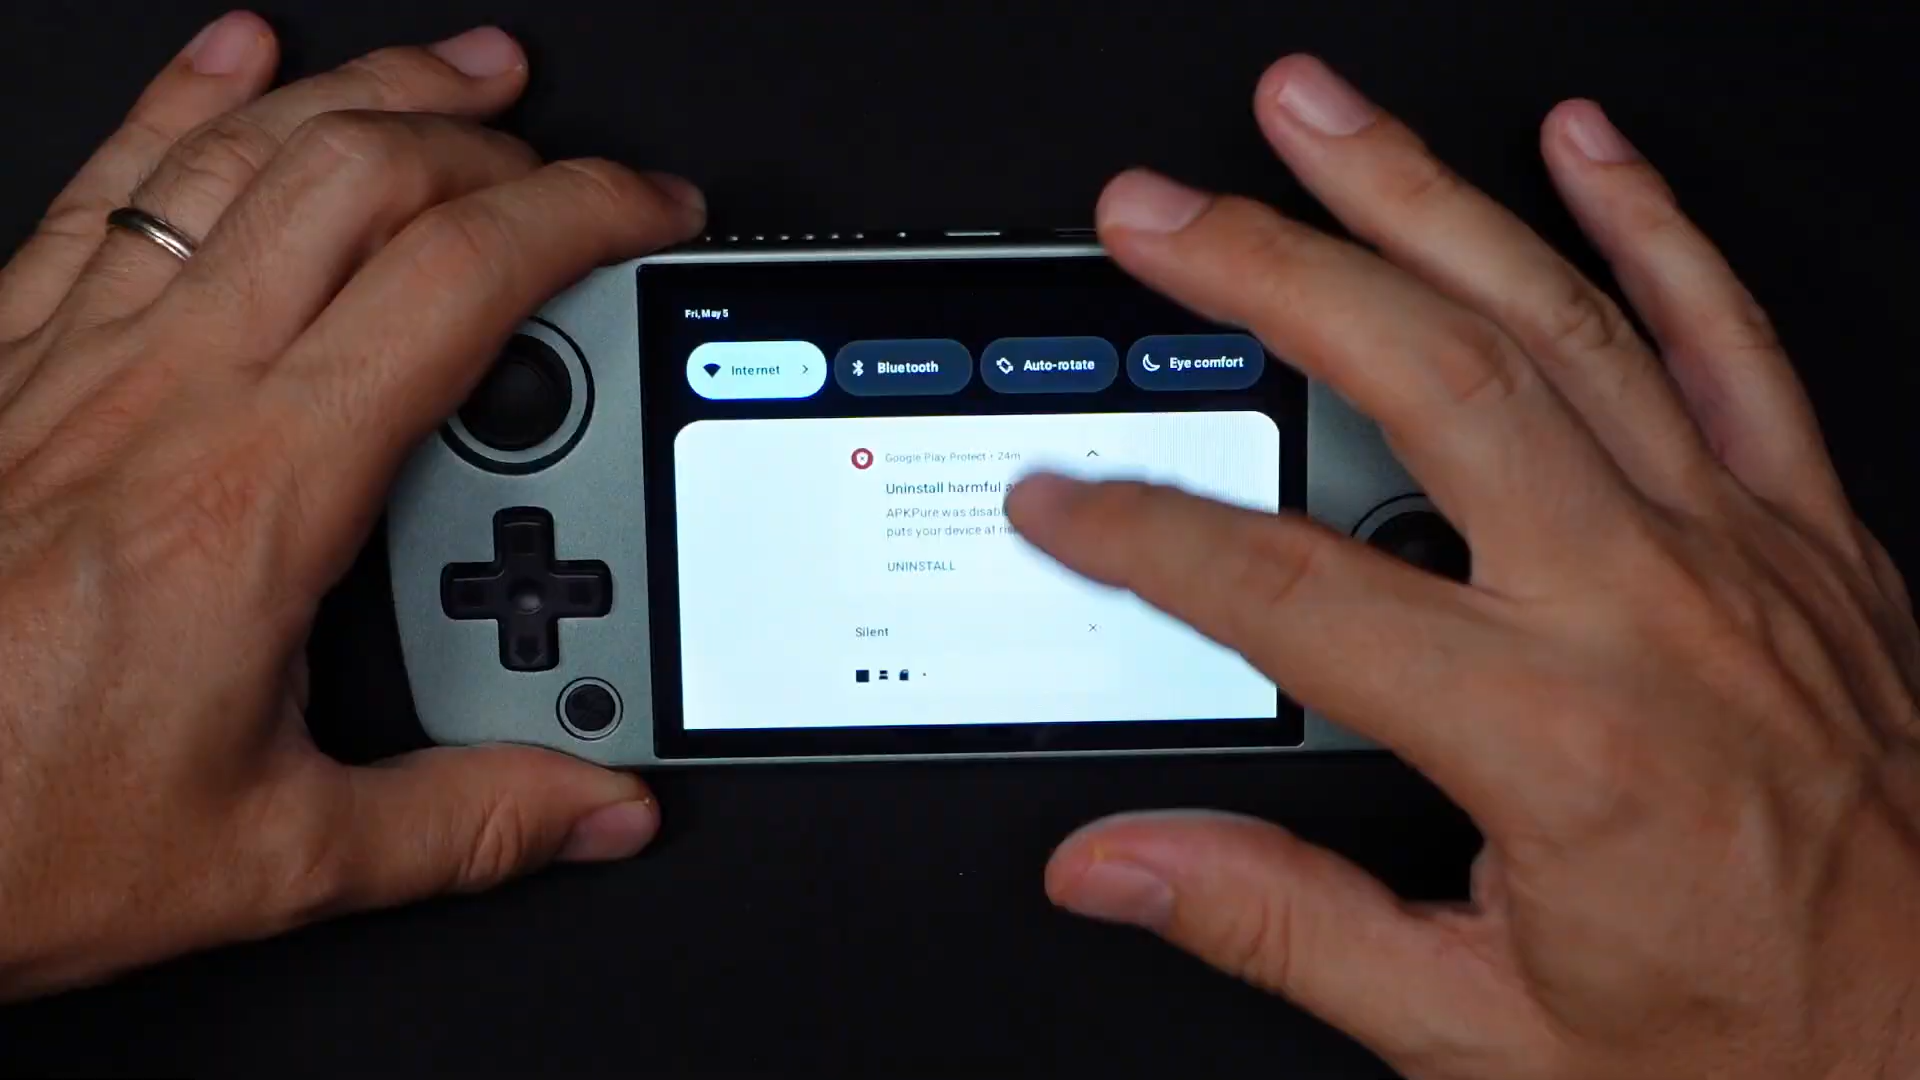 Fri, May 5
Internet
Bluetooth
Auto-rotate
Eye comfort
Google Play Protect • 24m
Uninstall harmful
APKPure was
puts your device at
UNINSTALL
Silent